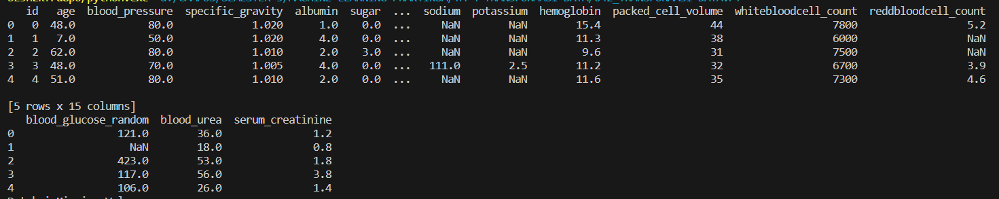 id age blood_pressure specific_gravity albumin sugar ... sodium potassium hemoglobin packed_cell_volume whitebloodcell_count reddbloodcell_count
0 0 48.0 80.0 1.020 1.0 0.0 ... NaN NaN 15.4 44 7800 5.2
1 1 7.0 50.0 1.020 4.0 0.0 ... NaN NaN 11.3 38 6000 NaN
2 2 62.0 80.0 1.010 2.0 3.0 ... NaN NaN 9.6 31 7500 NaN
3 3 48.0 70.0 1.005 4.0 0.0 ... 111.0 2.5 11.2 32 6700 3.9
4 4 51.0 80.0 1.010 2.0 0.0 ... NaN NaN 11.6 35 7300 4.6
[5 rows x 15 columns]
blood_glucose_random blood_urea serum_creatinine
0 121.0 36.0 1.2
1 NaN 18.0 0.8
2 423.0 53.0 1.8
3 117.0 56.0 3.8
4 106.0 26.0 1.4